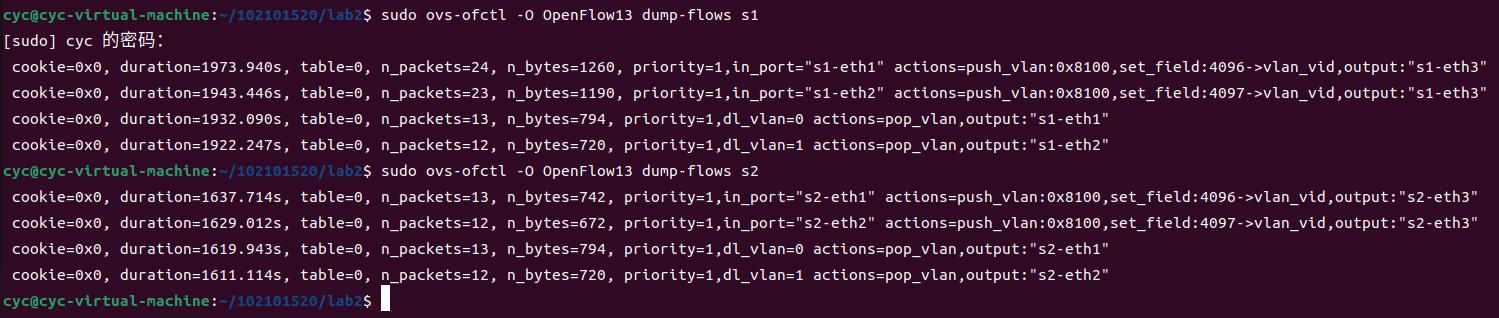 cyc@cyc-virtual-machine:~/102101520/lab2$ sudo ovs-ofctl -O OpenFlow13 dump-flows s1
[sudo] cyc 的密码：
 cookie=0x0, duration=1973.940s, table=0, n_packets=24, n_bytes=1260, priority=1,in_port="s1-eth1" actions=push_vlan:0x8100,set_field:4096->vlan_vid,output:"s1-eth3"
 cookie=0x0, duration=1943.446s, table=0, n_packets=23, n_bytes=1190, priority=1,in_port="s1-eth2" actions=push_vlan:0x8100,set_field:4097->vlan_vid,output:"s1-eth3"
 cookie=0x0, duration=1932.090s, table=0, n_packets=13, n_bytes=794, priority=1,dl_vlan=0 actions=pop_vlan,output:"s1-eth1"
 cookie=0x0, duration=1922.247s, table=0, n_packets=12, n_bytes=720, priority=1,dl_vlan=1 actions=pop_vlan,output:"s1-eth2"
cyc@cyc-virtual-machine:~/102101520/lab2$ sudo ovs-ofctl -O OpenFlow13 dump-flows s2
 cookie=0x0, duration=1637.714s, table=0, n_packets=13, n_bytes=742, priority=1,in_port="s2-eth1" actions=push_vlan:0x8100,set_field:4096->vlan_vid,output:"s2-eth3"
 cookie=0x0, duration=1629.012s, table=0, n_packets=12, n_bytes=672, priority=1,in_port="s2-eth2" actions=push_vlan:0x8100,set_field:4097->vlan_vid,output:"s2-eth3"
 cookie=0x0, duration=1619.943s, table=0, n_packets=13, n_bytes=794, priority=1,dl_vlan=0 actions=pop_vlan,output:"s2-eth1"
 cookie=0x0, duration=1611.114s, table=0, n_packets=12, n_bytes=720, priority=1,dl_vlan=1 actions=pop_vlan,output:"s2-eth2"
cyc@cyc-virtual-machine:~/102101520/lab2$